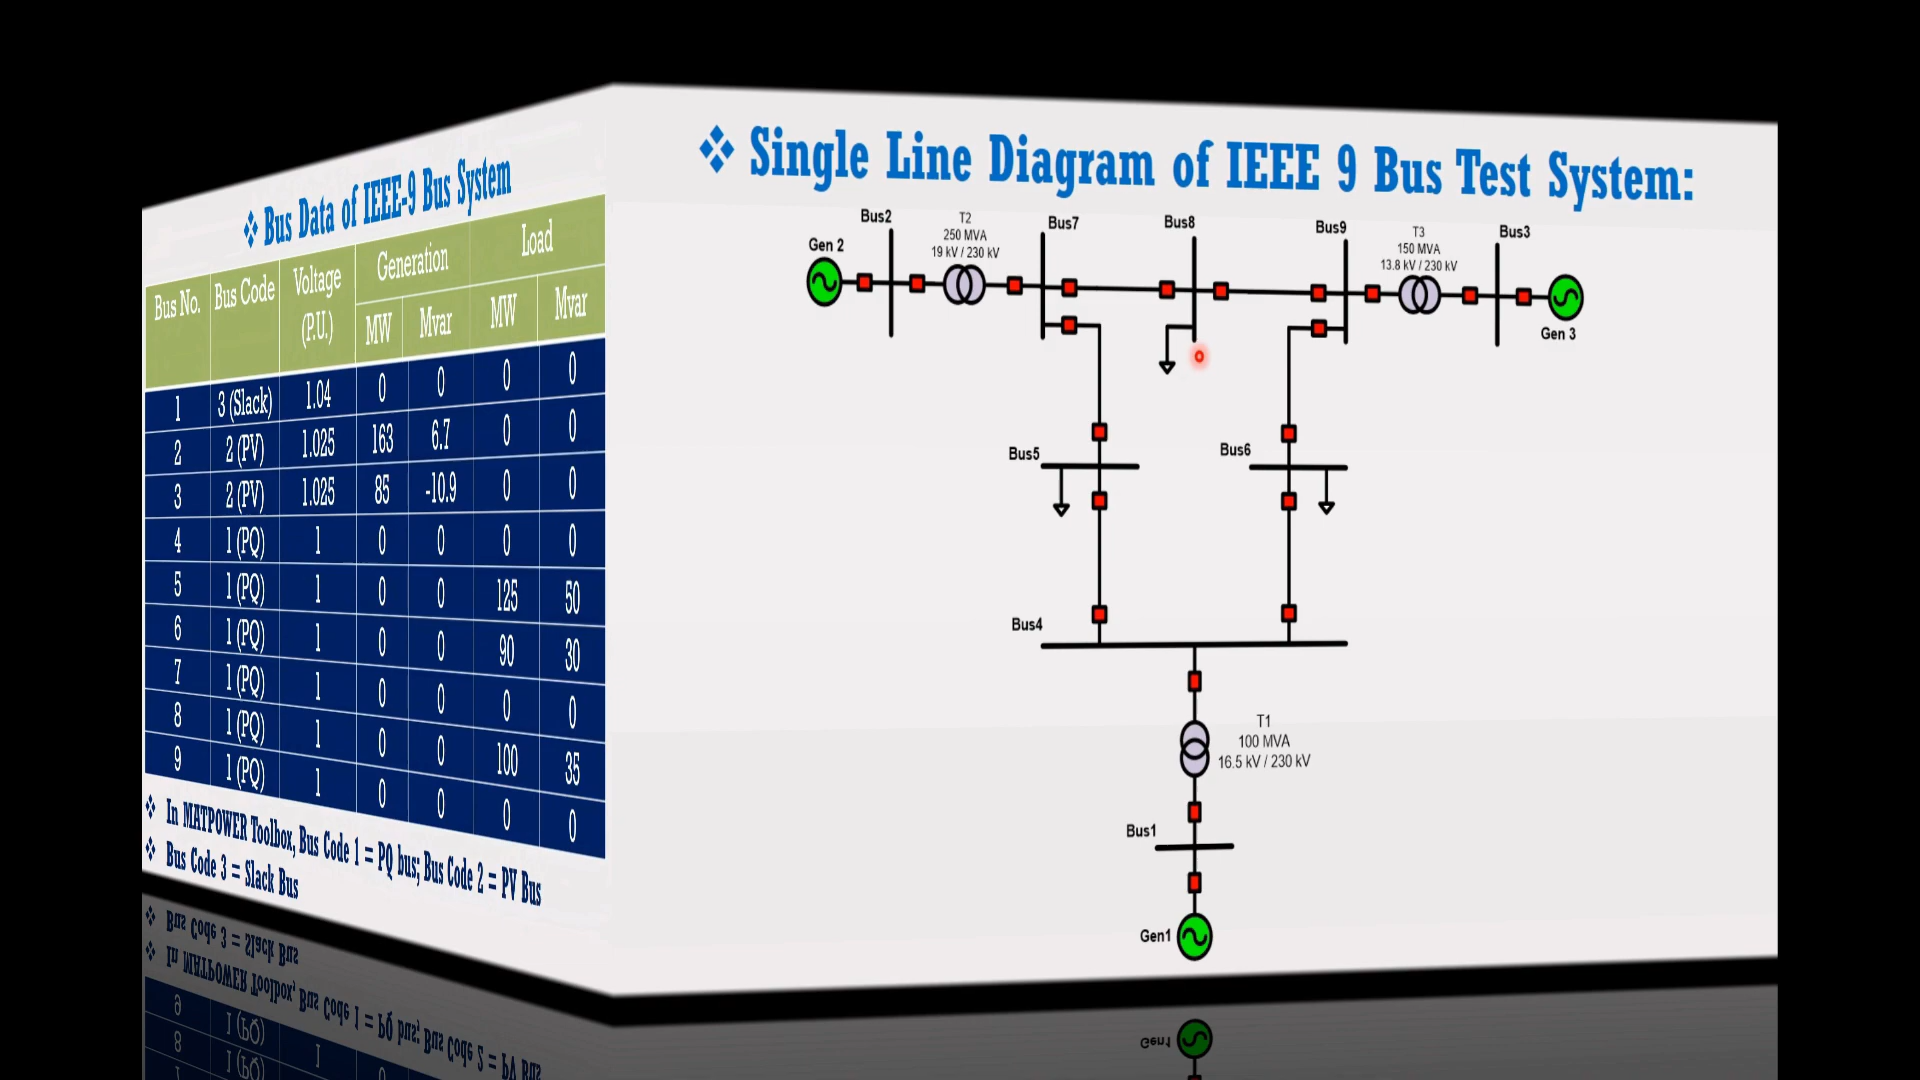 ❖ Bus Data of IEEE-9 Bus System
Bus No. Bus Code Voltage (P.U.) Generation Load
MW Mvar MW Mvar
1 3 (Slack) 1.04 0 0 0 0
2 2 (PV) 1.025 163 6.7 0 0
3 2 (PV) 1.025 85 -10.9 0 0
4 1 (PQ) 1 0 0 0 0
5 1 (PQ) 1 0 0 125 50
6 1 (PQ) 1 0 0 90 30
7 1 (PQ) 1 0 0 0 0
8 1 (PQ) 1 0 0 100 35
9 1 (PQ) 1 0 0 0 0
❖ In MATPOWER Toolbox, Bus Code 1 = PQ bus; Bus Code 2 = PV Bus
❖ Bus Code 3 = Slack Bus
❖ Single Line Diagram of IEEE 9 Bus Test System:
Gen 2
Bus2
T2
250 MVA
19 kV / 230 kV
Bus7
Bus8
Bus9
T3
150 MVA
13.8 kV / 230 kV
Bus3
Gen 3
Bus5
Bus6
Bus4
T1
100 MVA
16.5 kV / 230 kV
Bus1
Gen1